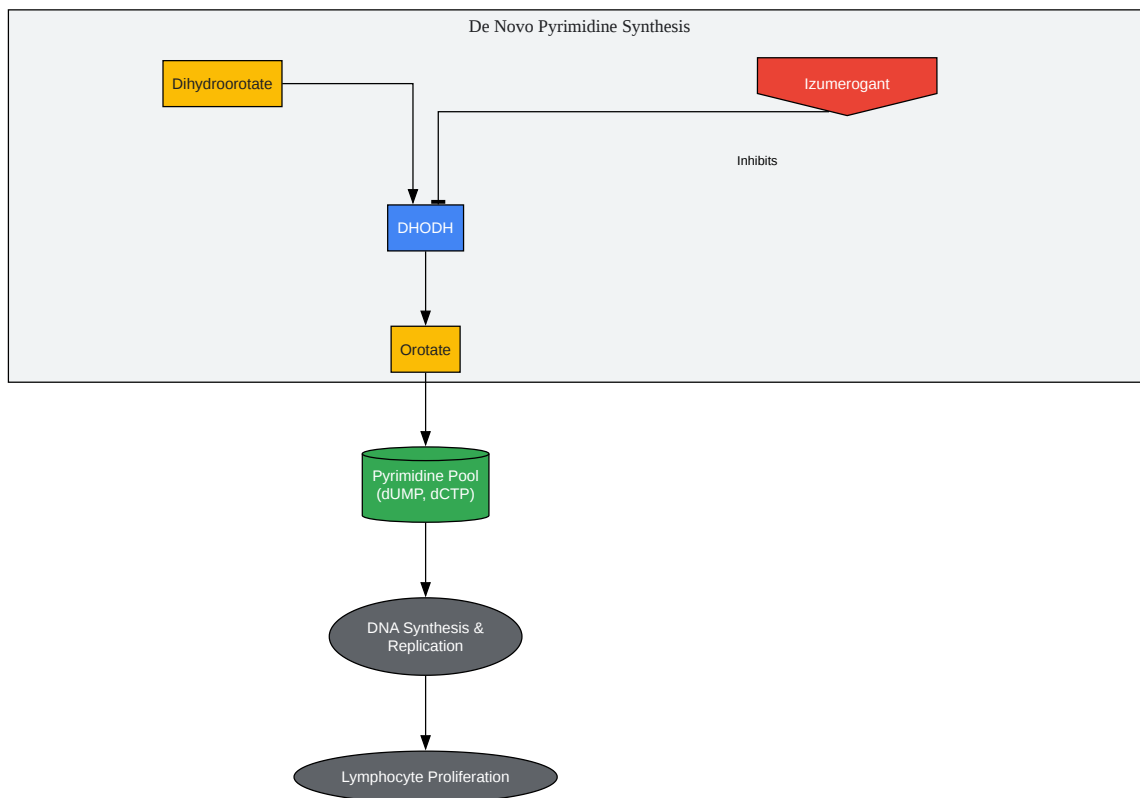 De Novo Pyrimidine Synthesis
Dihydroorotate
Izumerogant
Inhibits
DHODH
Orotate
Pyrimidine Pool
(dUMP, dCTP)
DNA Synthesis &
Replication
Lymphocyte Proliferation